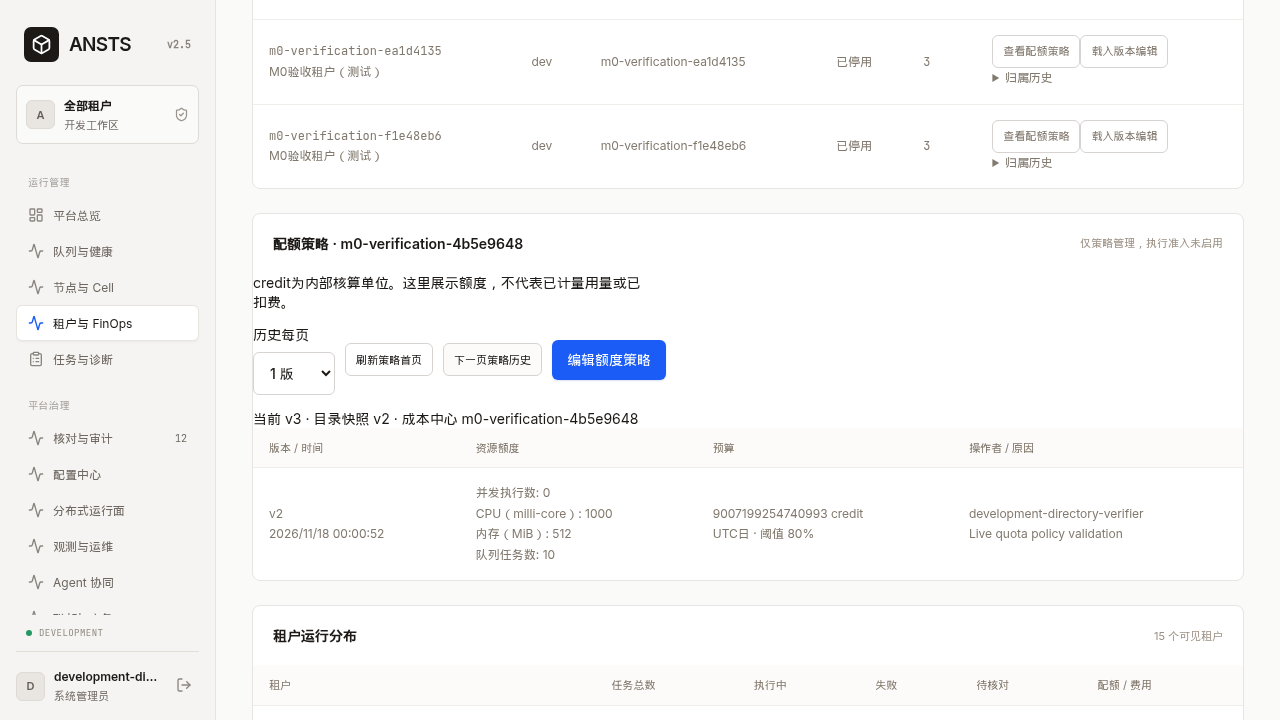 ANSTS
v2.5
A
全部租户
开发工作区
运行管理
平台总览
队列与健康
节点与 Cell
租户与 FinOps
任务与诊断
平台治理
核对与审计
12
配置中心
分布式运行面
观测与运维
Agent 协同
DEVELOPMENT
D
development-di...
系统管理员
m0-verification-ea1d4135
M0验收租户（测试）
dev
m0-verification-ea1d4135
已停用
3
查看配额策略
载入版本编辑
归属历史
m0-verification-f1e48eb6
M0验收租户（测试）
dev
m0-verification-f1e48eb6
已停用
3
查看配额策略
载入版本编辑
归属历史
配额策略 · m0-verification-4b5e9648
仅策略管理，执行准入未启用
credit为内部核算单位。这里展示额度，不代表已计量用量或已
扣费。
历史每页
1 版
刷新策略首页
下一页策略历史
编辑额度策略
当前 v3 · 目录快照 v2 · 成本中心 m0-verification-4b5e9648
版本 / 时间
资源额度
预算
操作者 / 原因
v2
2026/11/18 00:00:52
并发执行数: 0
CPU（milli-core）: 1000
内存（MiB）: 512
队列任务数: 10
9007199254740993 credit
UTC日 · 阈值 80%
development-directory-verifier
Live quota policy validation
租户运行分布
15 个可见租户
租户
任务总数
执行中
失败
待核对
配额 / 费用